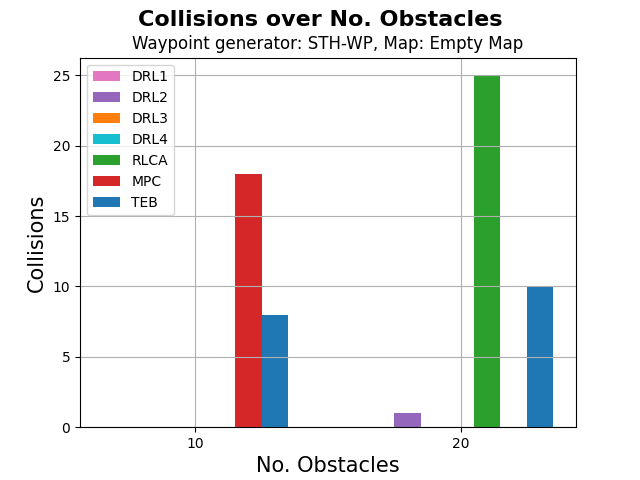 Collisions over No. Obstacles
Waypoint generator: STH-WP, Map: Empty Map
25
20
15
10
5
0
Collisions
DRL1
DRL2
DRL3
DRL4
RLCA
MPC
TEB
10
20
No. Obstacles